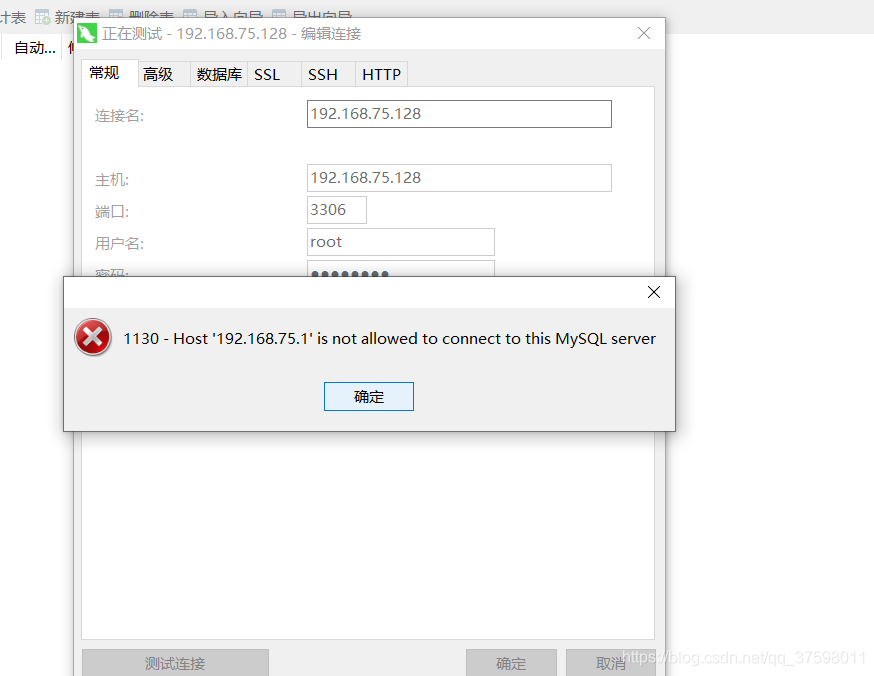 计表 新建表 删除表 导入向导 导出向导
自动...
正在测试 - 192.168.75.128 - 编辑连接
常规 高级 数据库 SSL SSH HTTP
连接名: 192.168.75.128
主机: 192.168.75.128
端口: 3306
用户名: root
密码: ●●●●●●●●
1130 - Host '192.168.75.1' is not allowed to connect to this MySQL server
确定
测试连接 确定 取消
https://blog.csdn.net/qq_37598011